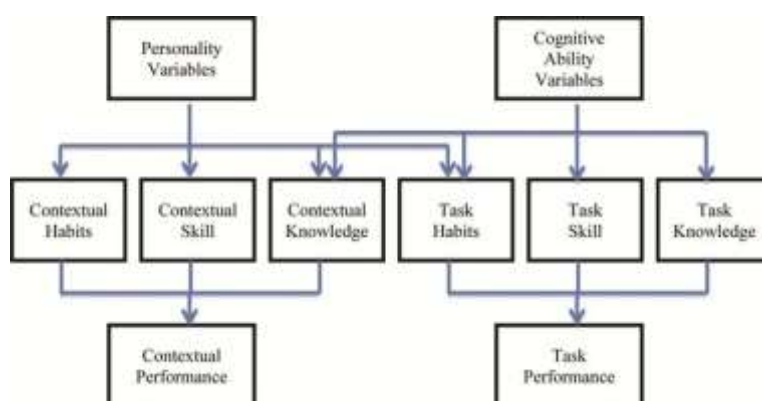 Personality
Variables
Cognitive
Ability
Variables
Contextual
Habits
Contextual
Skill
Contextual
Knowledge
Task
Habits
Task
Skill
Task
Knowledge
Contextual
Performance
Task
Performance